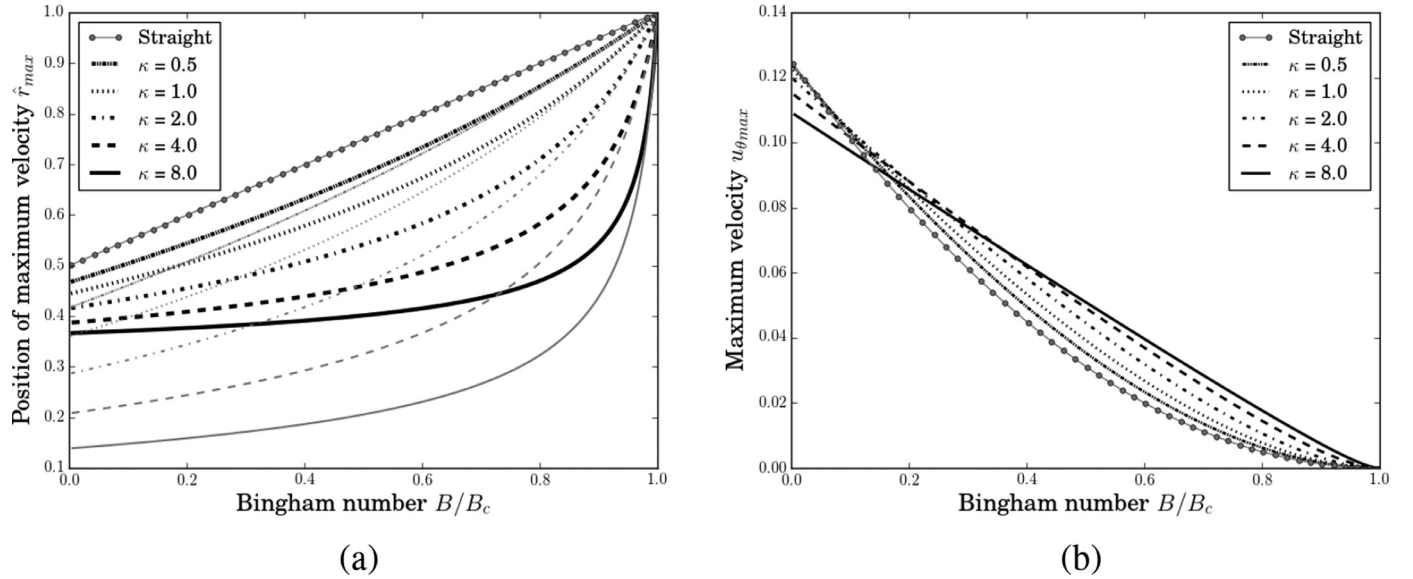 Position of maximum velocity r̂max
1.0
0.9
0.8
0.7
0.6
0.5
0.4
0.3
0.2
0.1
Straight
κ = 0.5
κ = 1.0
κ = 2.0
κ = 4.0
κ = 8.0
0.0 0.2 0.4 0.6 0.8 1.0
Bingham number B/Bc
(a)
Maximum velocity uθmax
0.14
0.12
0.10
0.08
0.06
0.04
0.02
0.00
Straight
κ = 0.5
κ = 1.0
κ = 2.0
κ = 4.0
κ = 8.0
0.0 0.2 0.4 0.6 0.8 1.0
Bingham number B/Bc
(b)